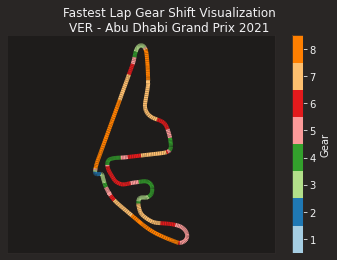 Fastest Lap Gear Shift Visualization
VER - Abu Dhabi Grand Prix 2021
8
7
6
5
4
3
2
1
Gear